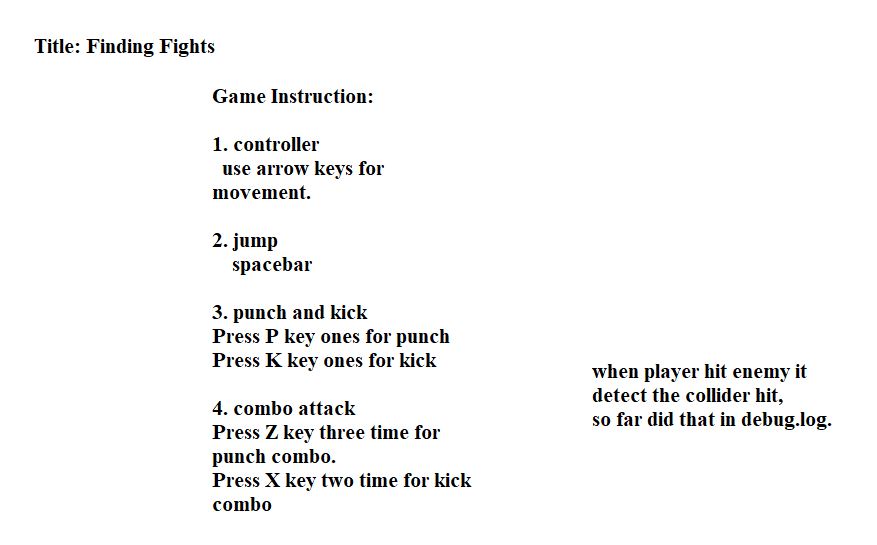 Title: Finding Fights
Game Instruction:
1. controller
use arrow keys for
movement.
2. jump
spacebar
3. punch and kick
Press P key ones for punch
Press K key ones for kick
4. combo attack
Press Z key three time for
punch combo.
Press X key two time for kick
combo
when player hit enemy it
detect the collider hit,
so far did that in debug.log.